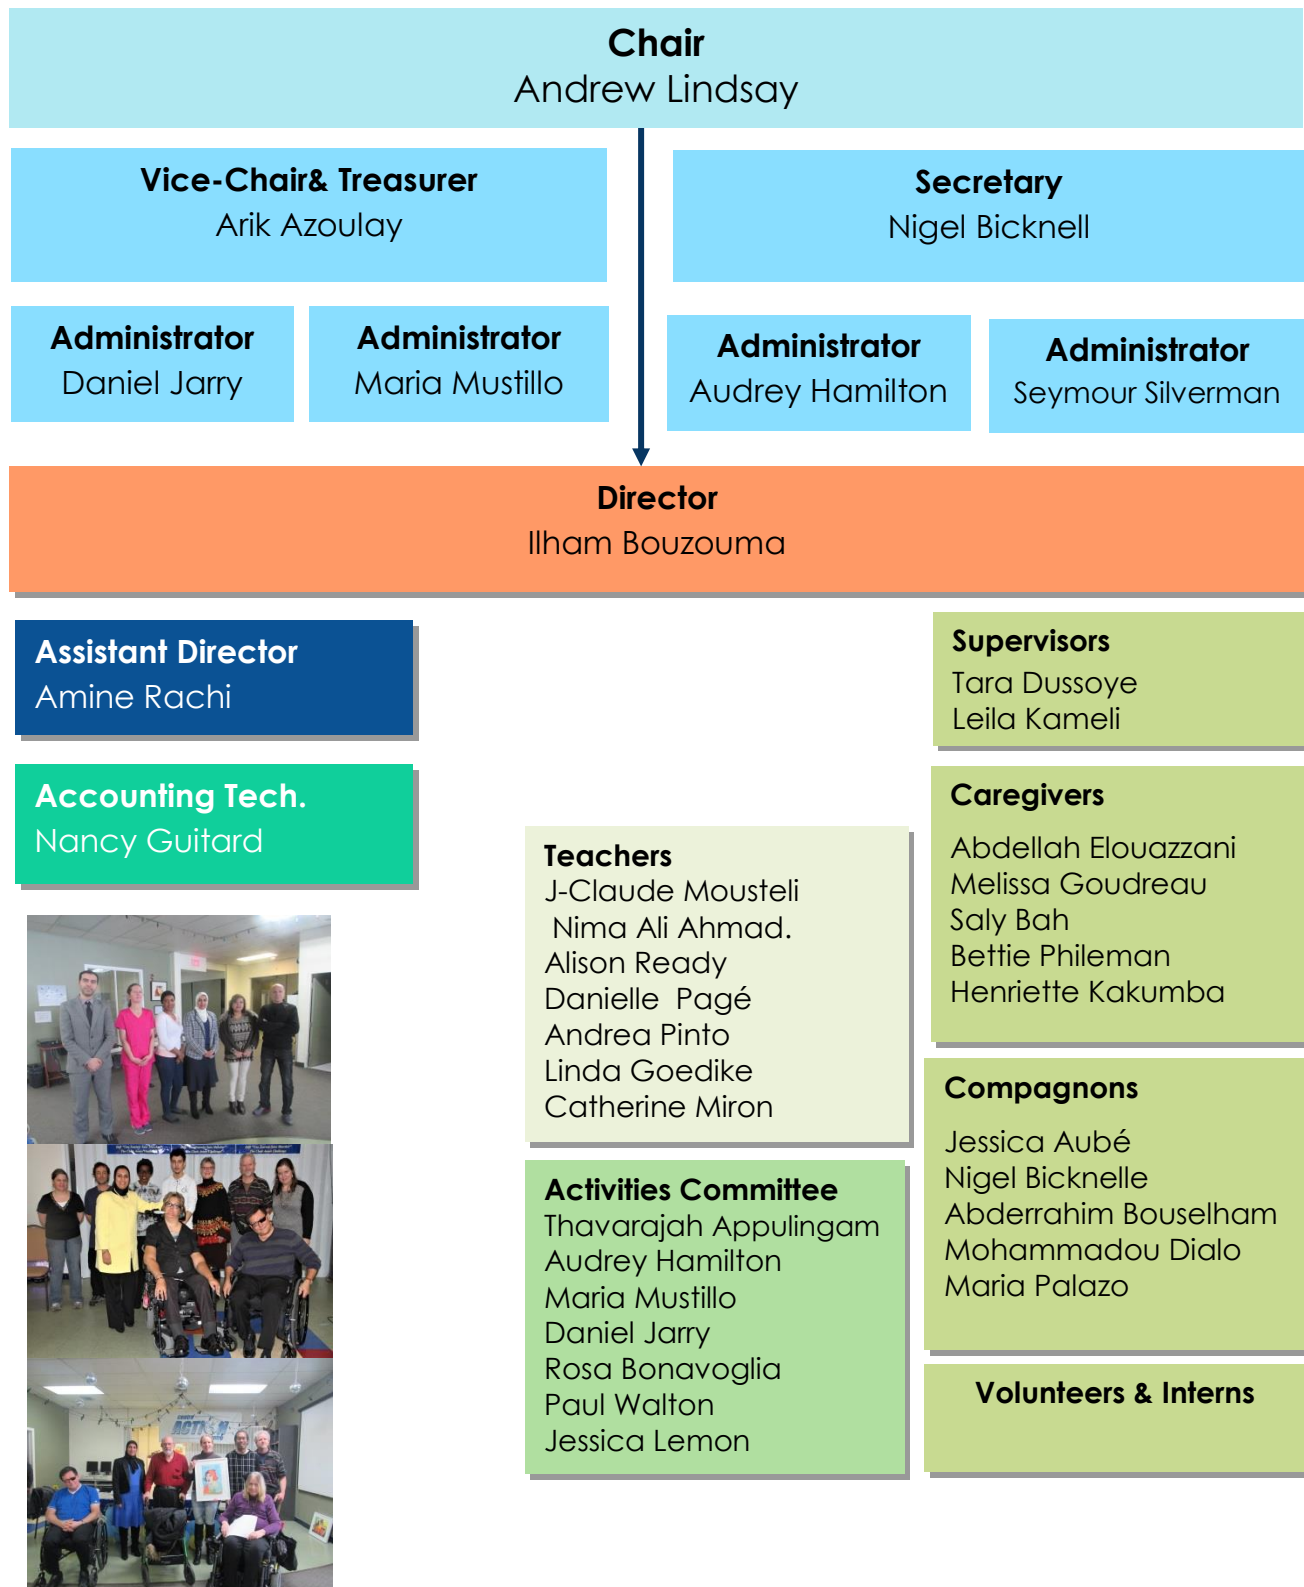 Chair
Andrew Lindsay
Vice-Chair& Treasurer
Arik Azoulay
Secretary
Nigel Bicknell
Administrator
Daniel Jarry
Administrator
Maria Mustillo
Administrator
Audrey Hamilton
Administrator
Seymour Silverman
Director
Ilham Bouzouma
Assistant Director
Amine Rachi
Accounting Tech.
Nancy Guitard
Teachers
J-Claude Mousteli
Nima Ali Ahmad.
Alison Ready
Danielle Pagé
Andrea Pinto
Linda Goedike
Catherine Miron
Activities Committee
Thavarajah Appulingam
Audrey Hamilton
Maria Mustillo
Daniel Jarry
Rosa Bonavoglia
Paul Walton
Jessica Lemon
Supervisors
Tara Dussoye
Leila Kameli
Caregivers
Abdellah Elouazzani
Melissa Goudreau
Saly Bah
Bettie Phileman
Henriette Kakumba
Compagnons
Jessica Aubé
Nigel Bicknelle
Abderrahim Bouselham
Mohammadou Dialo
Maria Palazo
Volunteers & Interns